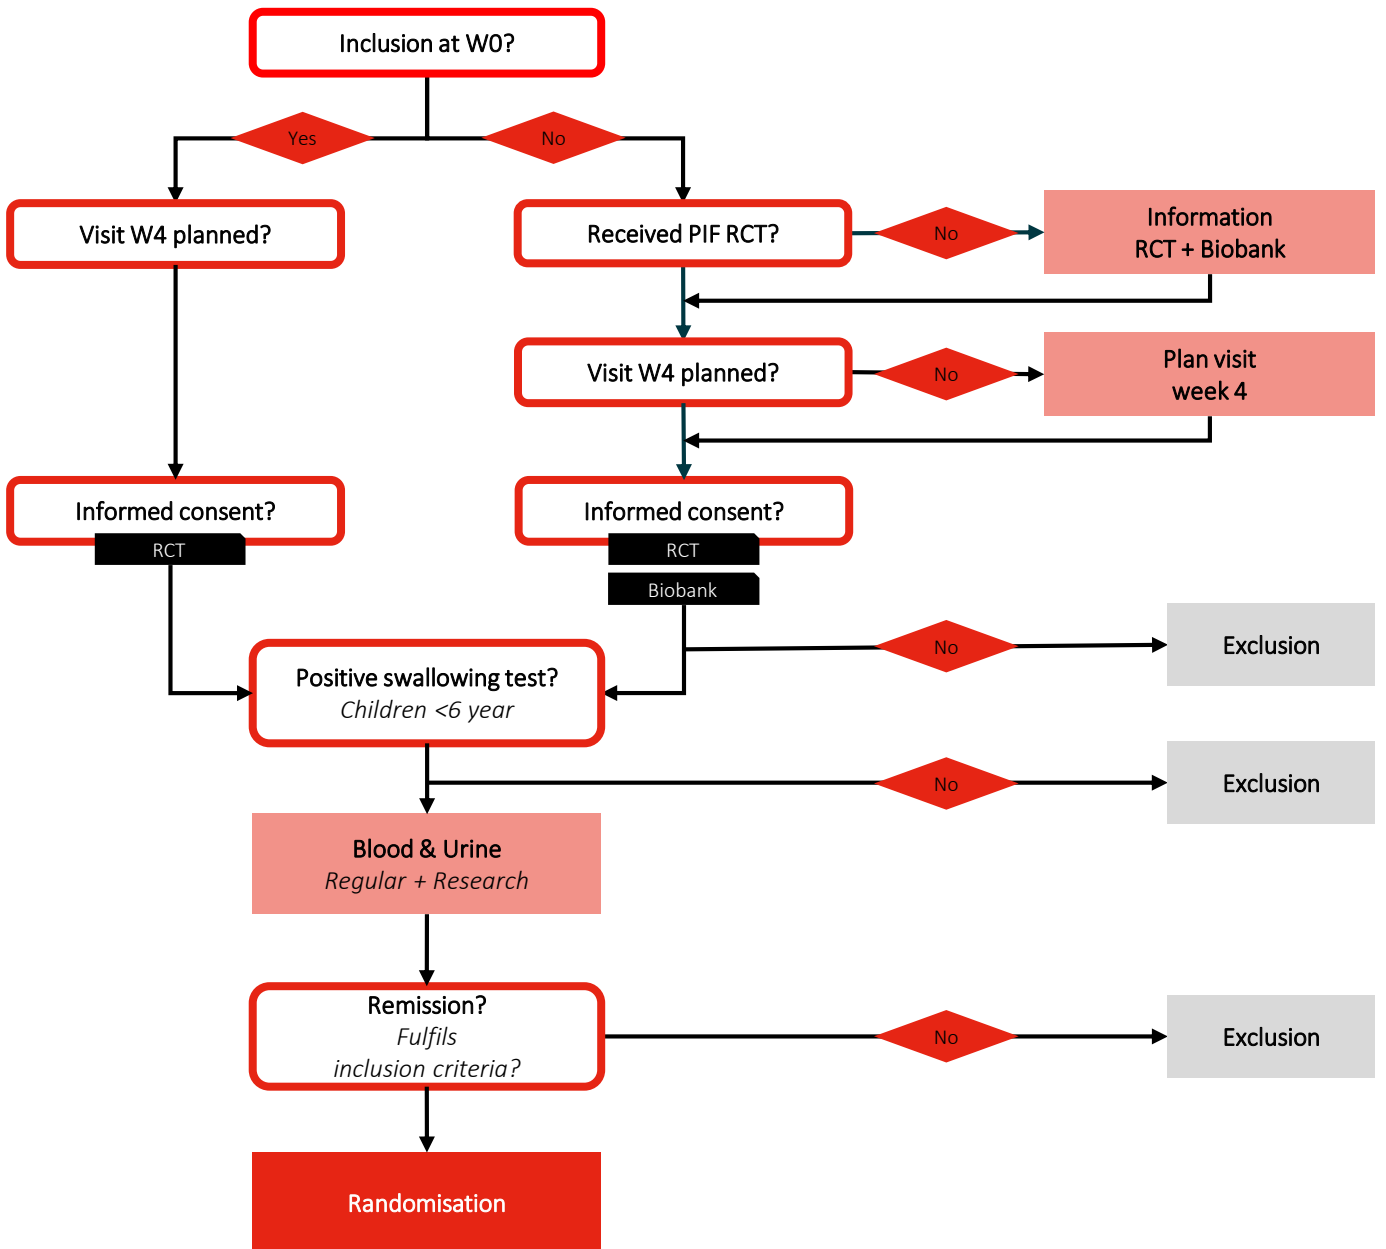 Inclusion at W0?
Yes
No
Visit W4 planned?
Received PIF RCT?
No
Information
RCT + Biobank
Visit W4 planned?
No
Plan visit
week 4
Informed consent?
RCT
Informed consent?
RCT
Biobank
No
Exclusion
Positive swallowing test?
Children <6 year
No
Exclusion
Blood & Urine
Regular + Research
Remission?
Fulfils
inclusion criteria?
No
Exclusion
Randomisation